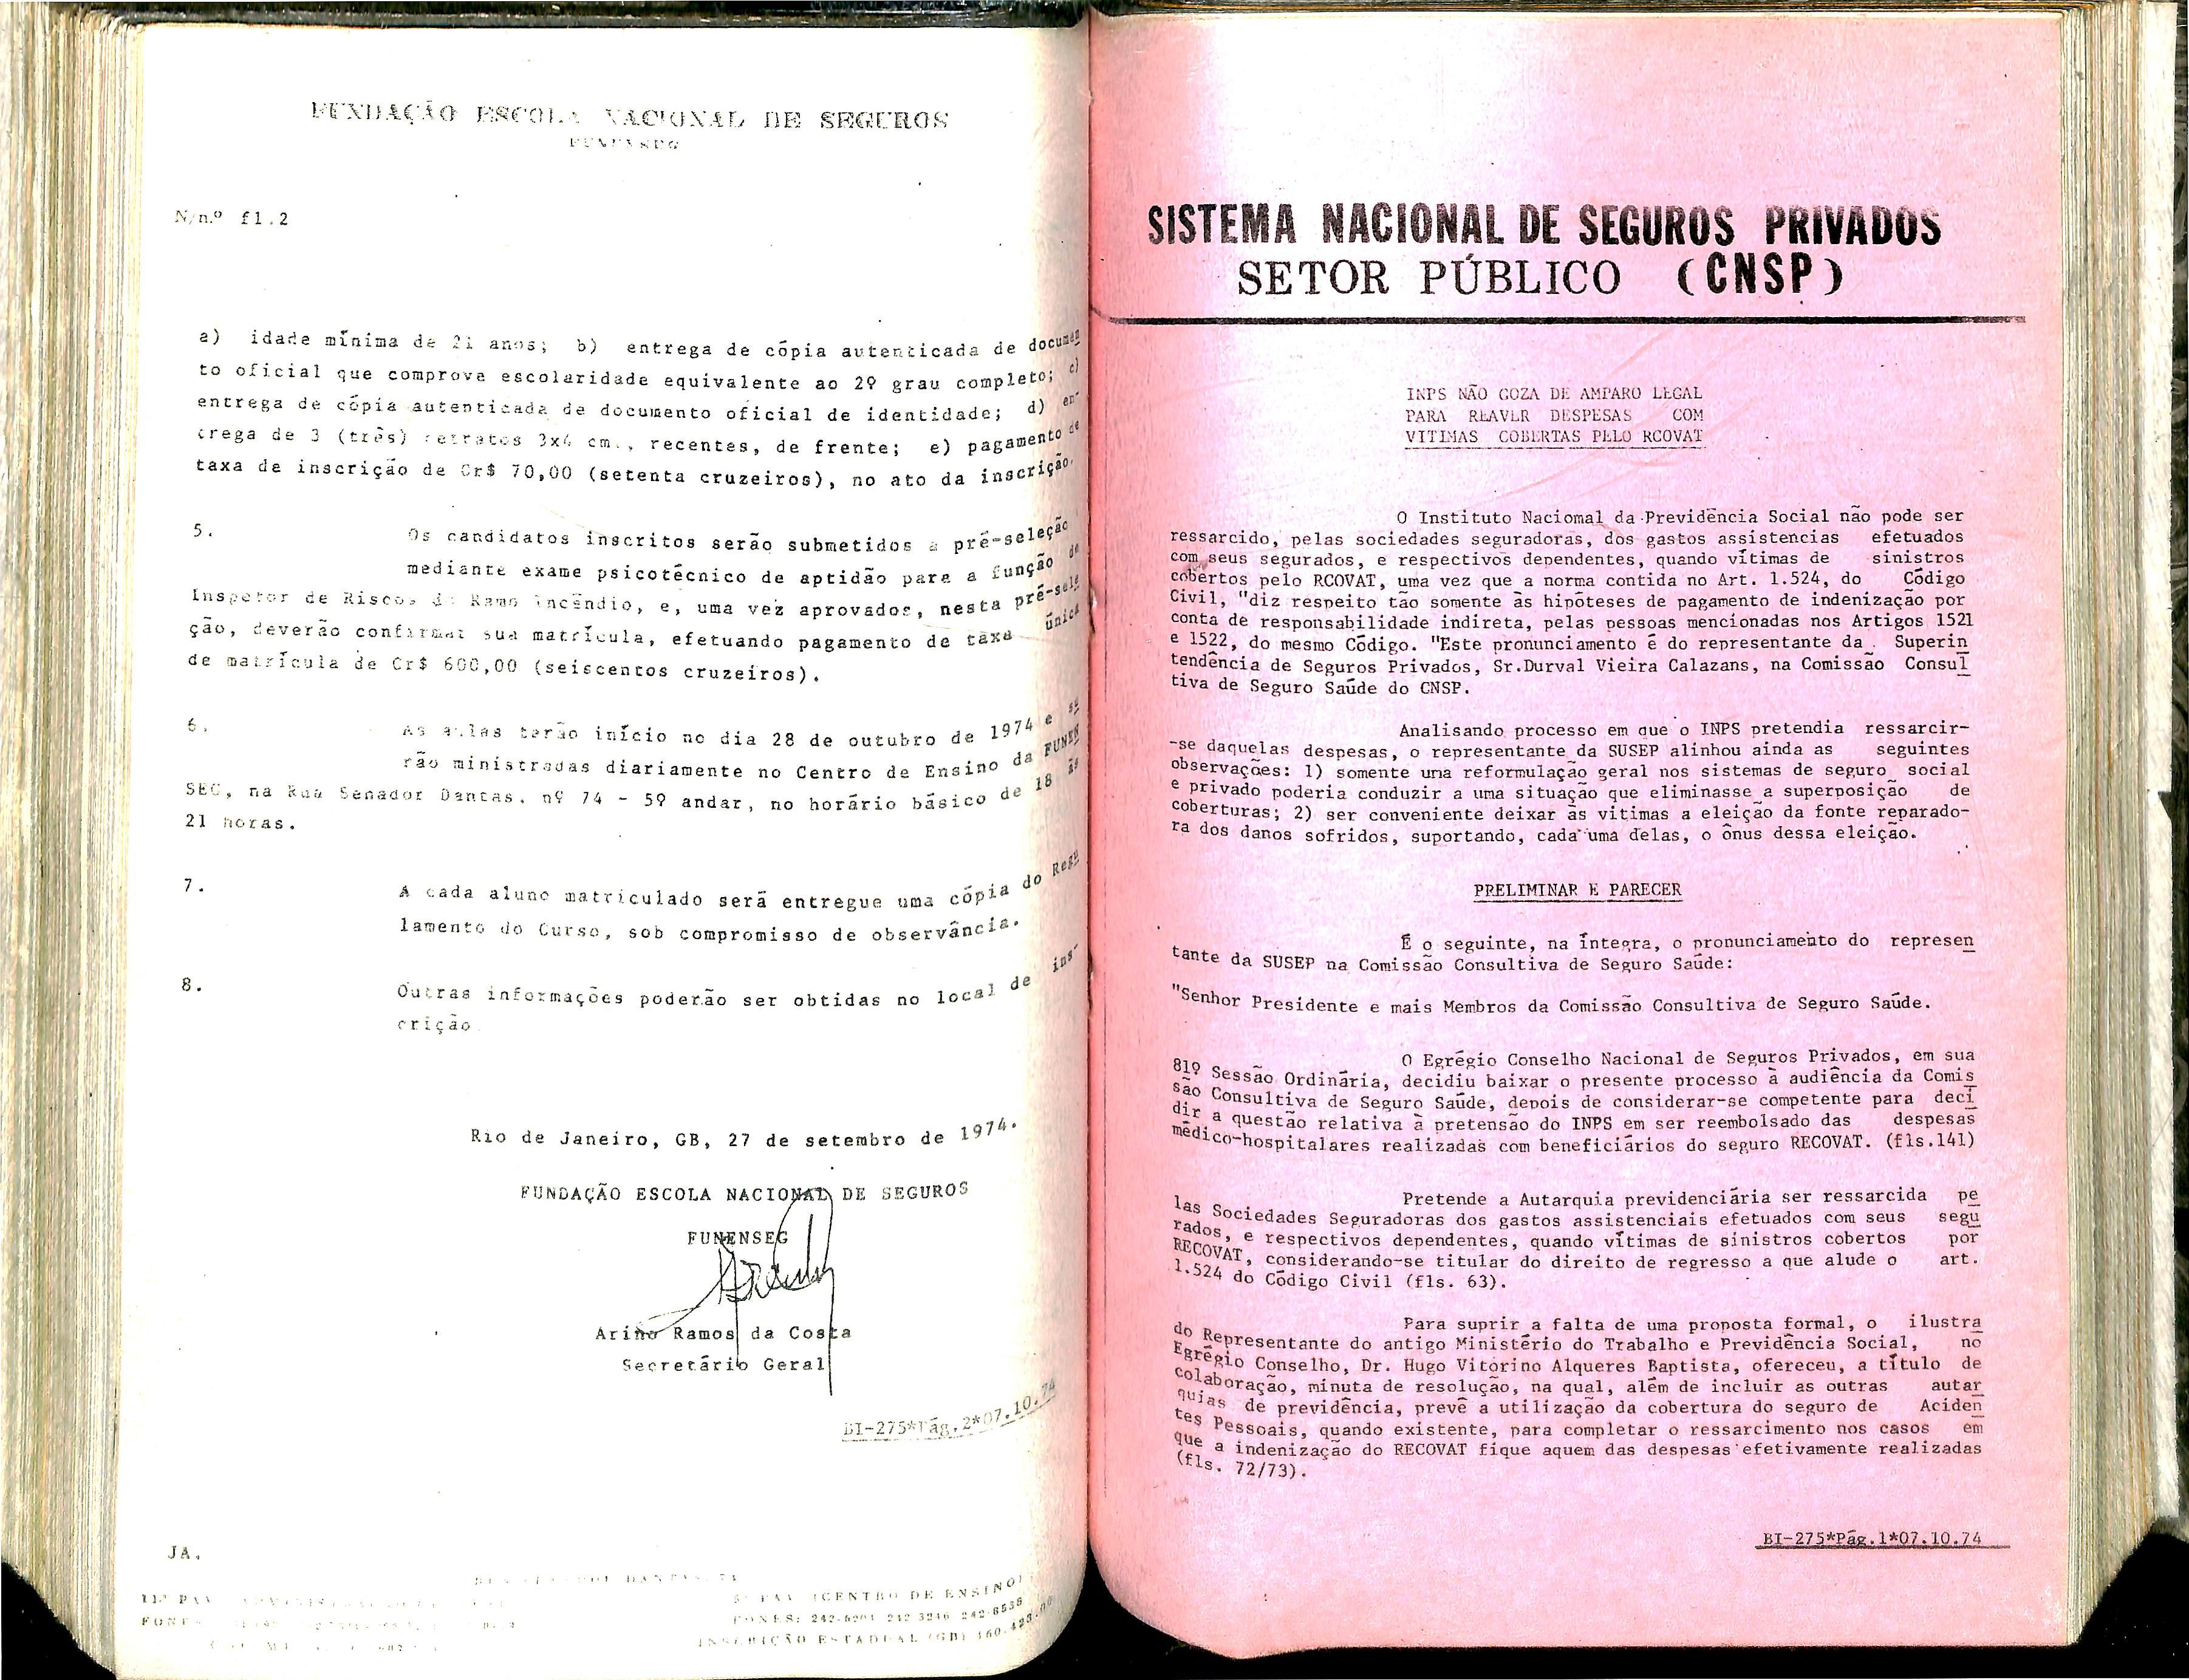 FUNDAÇÃO ESCOLA NACIONAL DE SEGUROS
FUNENSEG
N/n.º fl.2
a) idade mínima de 21 anos; b) entrega de cópia autenticada de documen
to oficial que comprove escolaridade equivalente ao 2º grau completo; c)
entrega de cópia autenticada de documento oficial de identidade; d) en-
trega de 3 (três) retratos 3x4 cm., recentes, de frente; e) pagamento de
taxa de inscrição de Cr$ 70,00 (setenta cruzeiros), no ato da inscrição.
5. Os candidatos inscritos serão submetidos a pré-seleção
mediante exame psicotécnico de aptidão para a função de
Inspetor de Riscos do Ramo Incêndio, e, uma vez aprovados, nesta pré-sele
ção, deverão confirmar sua matrícula, efetuando pagamento de taxa única
de matrícula de Cr$ 600,00 (seiscentos cruzeiros).
6. As aulas terão início no dia 28 de outubro de 1974 e se
rão ministradas diariamente no Centro de Ensino da FUNEN
SEG, na Rua Senador Dantas, nº 74 - 5º andar, no horário básico de 18 às
21 horas.
7. A cada aluno matriculado será entregue uma cópia do Regu
lamento do Curso, sob compromisso de observância.
8. Outras informações poderão ser obtidas no local de ins-
crição
Rio de Janeiro, GB, 27 de setembro de 1974.
FUNDAÇÃO ESCOLA NACIONAL DE SEGUROS
FUNENSEG
Arino Ramos da Costa
Secretário Geral
BI-275*Pág.2*07.10.74
JA.
5º PAV (CENTRO DE ENSINO)
FONES: 242-6201 242-3246 242-6536
INSCRIÇÃO ESTADUAL (GB)
SISTEMA NACIONAL DE SEGUROS PRIVADOS
SETOR PÚBLICO (CNSP)
INPS NÃO GOZA DE AMPARO LEGAL
PARA REAVER DESPESAS COM
VITIMAS COBERTAS PELO RCOVAT
O Instituto Naciomal da Previdência Social não pode ser
ressarcido, pelas sociedades seguradoras, dos gastos assistencias efetuados
com seus segurados, e respectivos dependentes, quando vítimas de sinistros
cobertos pelo RCOVAT, uma vez que a norma contida no Art. 1.524, do Código
Civil, "diz respeito tão somente às hipóteses de pagamento de indenização por
conta de responsabilidade indireta, pelas pessoas mencionadas nos Artigos 1521
e 1522, do mesmo Código. "Este pronunciamento é do representante da Superin
tendência de Seguros Privados, Sr.Durval Vieira Calazans, na Comissão Consul
tiva de Seguro Saúde do CNSP.
Analisando processo em que o INPS pretendia ressarcir-
-se daquelas despesas, o representante da SUSEP alinhou ainda as seguintes
observações: 1) somente uma reformulação geral nos sistemas de seguro social
e privado poderia conduzir a uma situação que eliminasse a superposição de
coberturas; 2) ser conveniente deixar às vitimas a eleição da fonte reparado-
ra dos danos sofridos, suportando, cada uma delas, o ônus dessa eleição.
PRELIMINAR E PARECER
É o seguinte, na íntegra, o pronunciamento do represen
tante da SUSEP na Comissão Consultiva de Seguro Saúde:
"Senhor Presidente e mais Membros da Comissão Consultiva de Seguro Saúde.
O Egrégio Conselho Nacional de Seguros Privados, em sua
81º Sessão Ordinária, decidiu baixar o presente processo à audiência da Comis
são Consultiva de Seguro Saúde, depois de considerar-se competente para deci
dir a questão relativa à pretensão do INPS em ser reembolsado das despesas
médico-hospitalares realizadas com beneficiários do seguro RECOVAT. (fls.141)
Pretende a Autarquia previdenciária ser ressarcida pe
las Sociedades Seguradoras dos gastos assistenciais efetuados com seus segu
rados, e respectivos dependentes, quando vítimas de sinistros cobertos por
RECOVAT, considerando-se titular do direito de regresso a que alude o art.
1.524 do Código Civil (fls. 63).
Para suprir a falta de uma proposta formal, o ilustra
do Representante do antigo Ministério do Trabalho e Previdência Social, no
Egrégio Conselho, Dr. Hugo Vitorino Alqueres Baptista, ofereceu, a título de
colaboração, minuta de resolução, na qual, além de incluir as outras autar
quias de previdência, prevê a utilização da cobertura do seguro de Aciden
tes Pessoais, quando existente, para completar o ressarcimento nos casos em
que a indenização do RECOVAT fique aquem das despesas efetivamente realizadas
(fls. 72/73).
BI-275*Pág.1*07.10.74